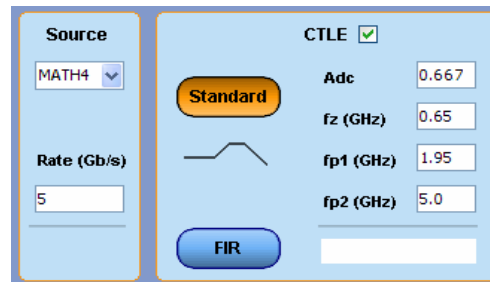 Source
MATH4
Rate (Gb/s)
5
CTLE
Standard
FIR
Adc 0.667
fz (GHz) 0.65
fp1 (GHz) 1.95
fp2 (GHz) 5.0